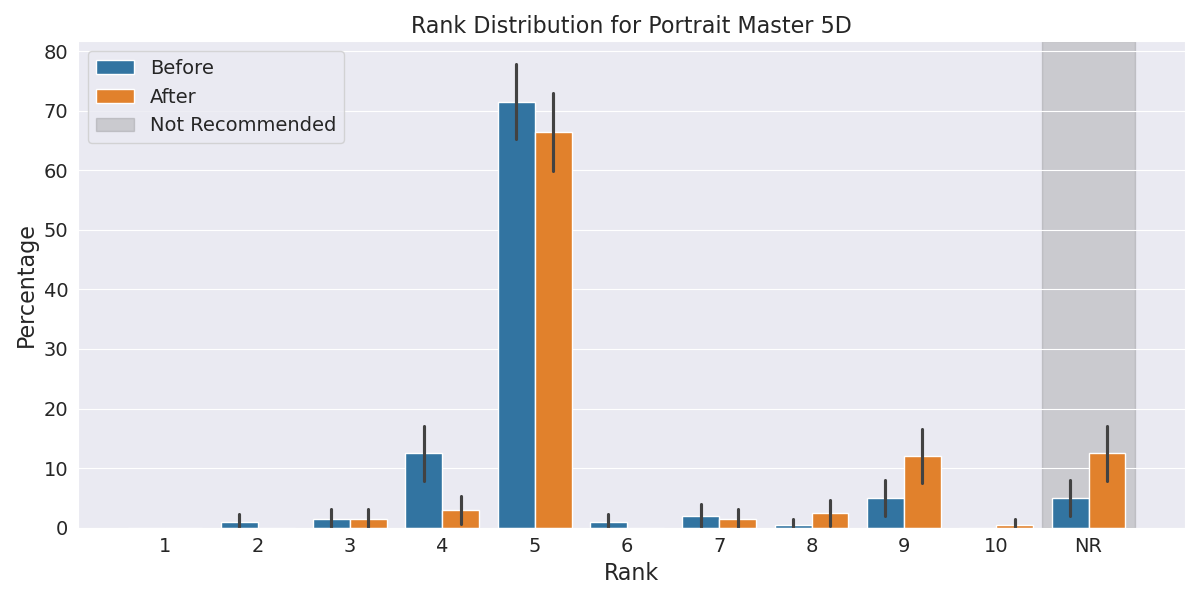 Rank Distribution for Portrait Master 5D
Before
After
Not Recommended
80
70
60
50
40
30
20
10
0
Percentage
1 2 3 4 5 6 7 8 9 10 NR
Rank